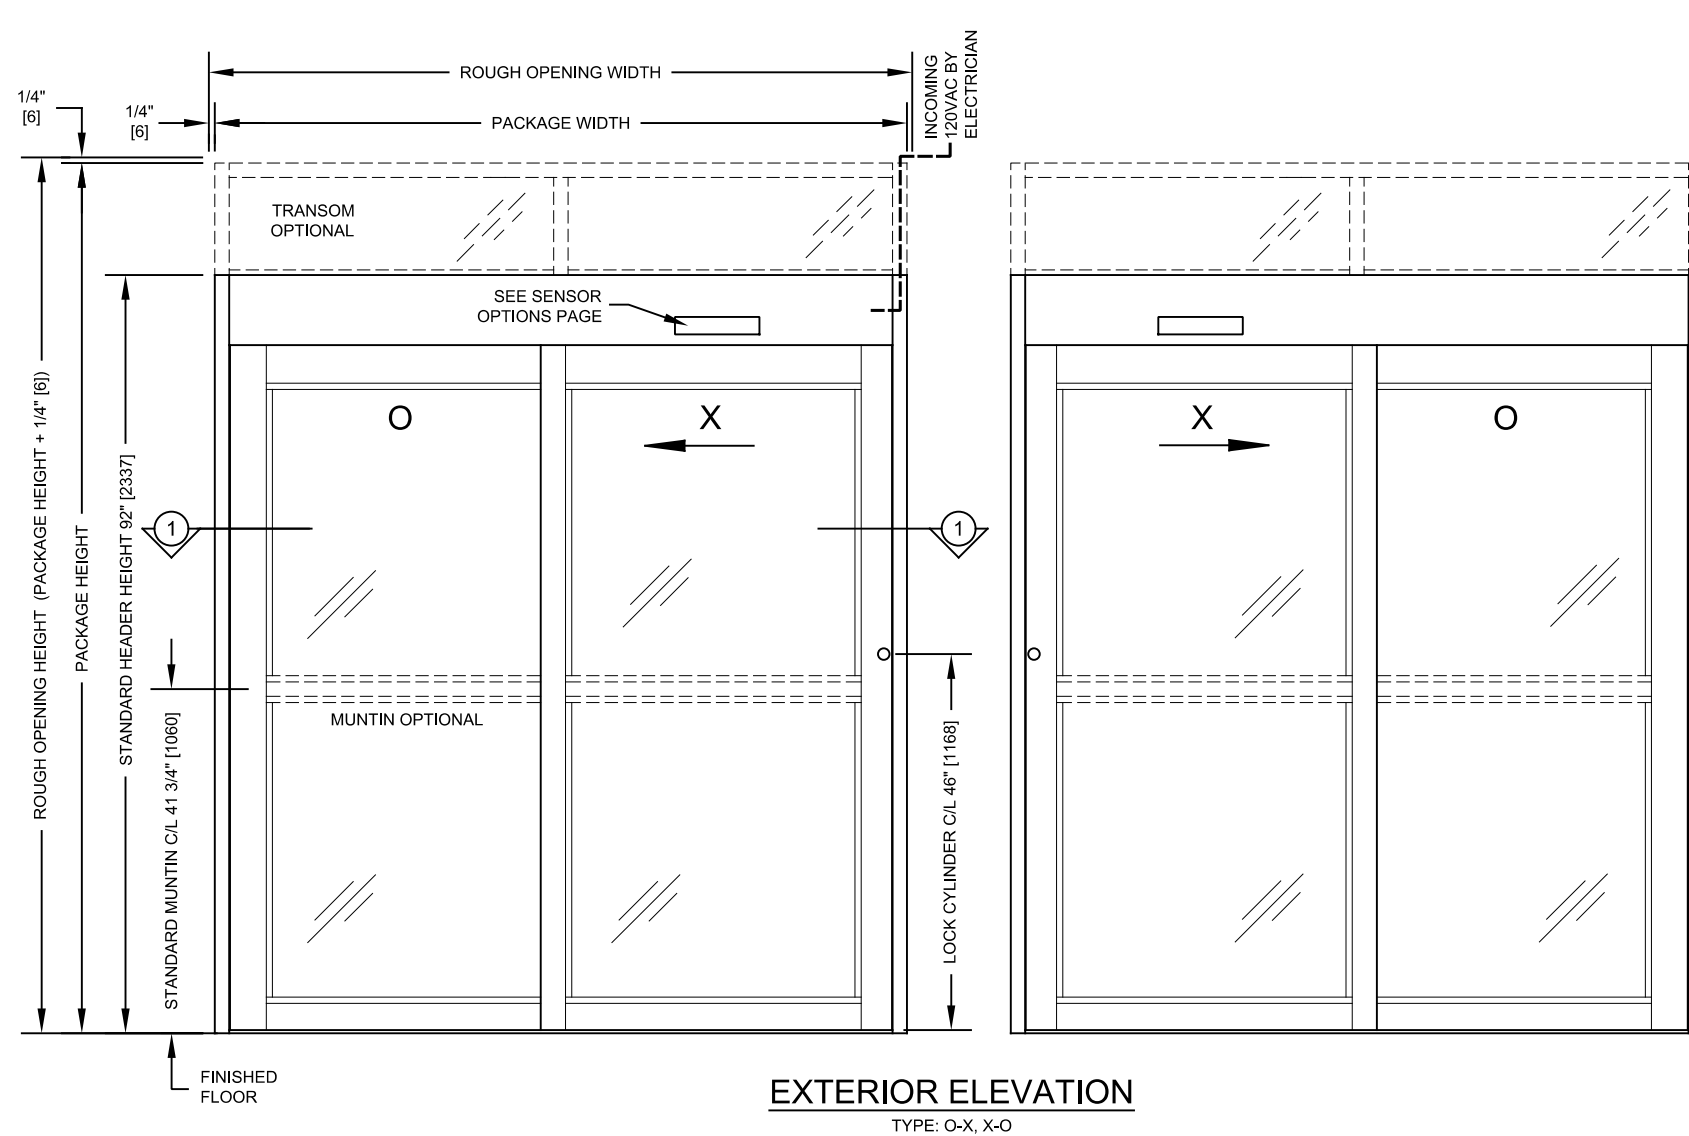 ROUGH OPENING WIDTH
PACKAGE WIDTH
1/4"
[6]
1/4"
[6]
INCOMING
120VAC BY
ELECTRICIAN
TRANSOM
OPTIONAL
SEE SENSOR
OPTIONS PAGE
O
X
X
O
1
1
ROUGH OPENING HEIGHT (PACKAGE HEIGHT + 1/4" [6])
PACKAGE HEIGHT
STANDARD HEADER HEIGHT 92" [2337]
STANDARD MUNTIN C/L 41 3/4" [1060]
MUNTIN OPTIONAL
LOCK CYLINDER C/L 46" [1168]
FINISHED
FLOOR
EXTERIOR ELEVATION
TYPE: O-X, X-O